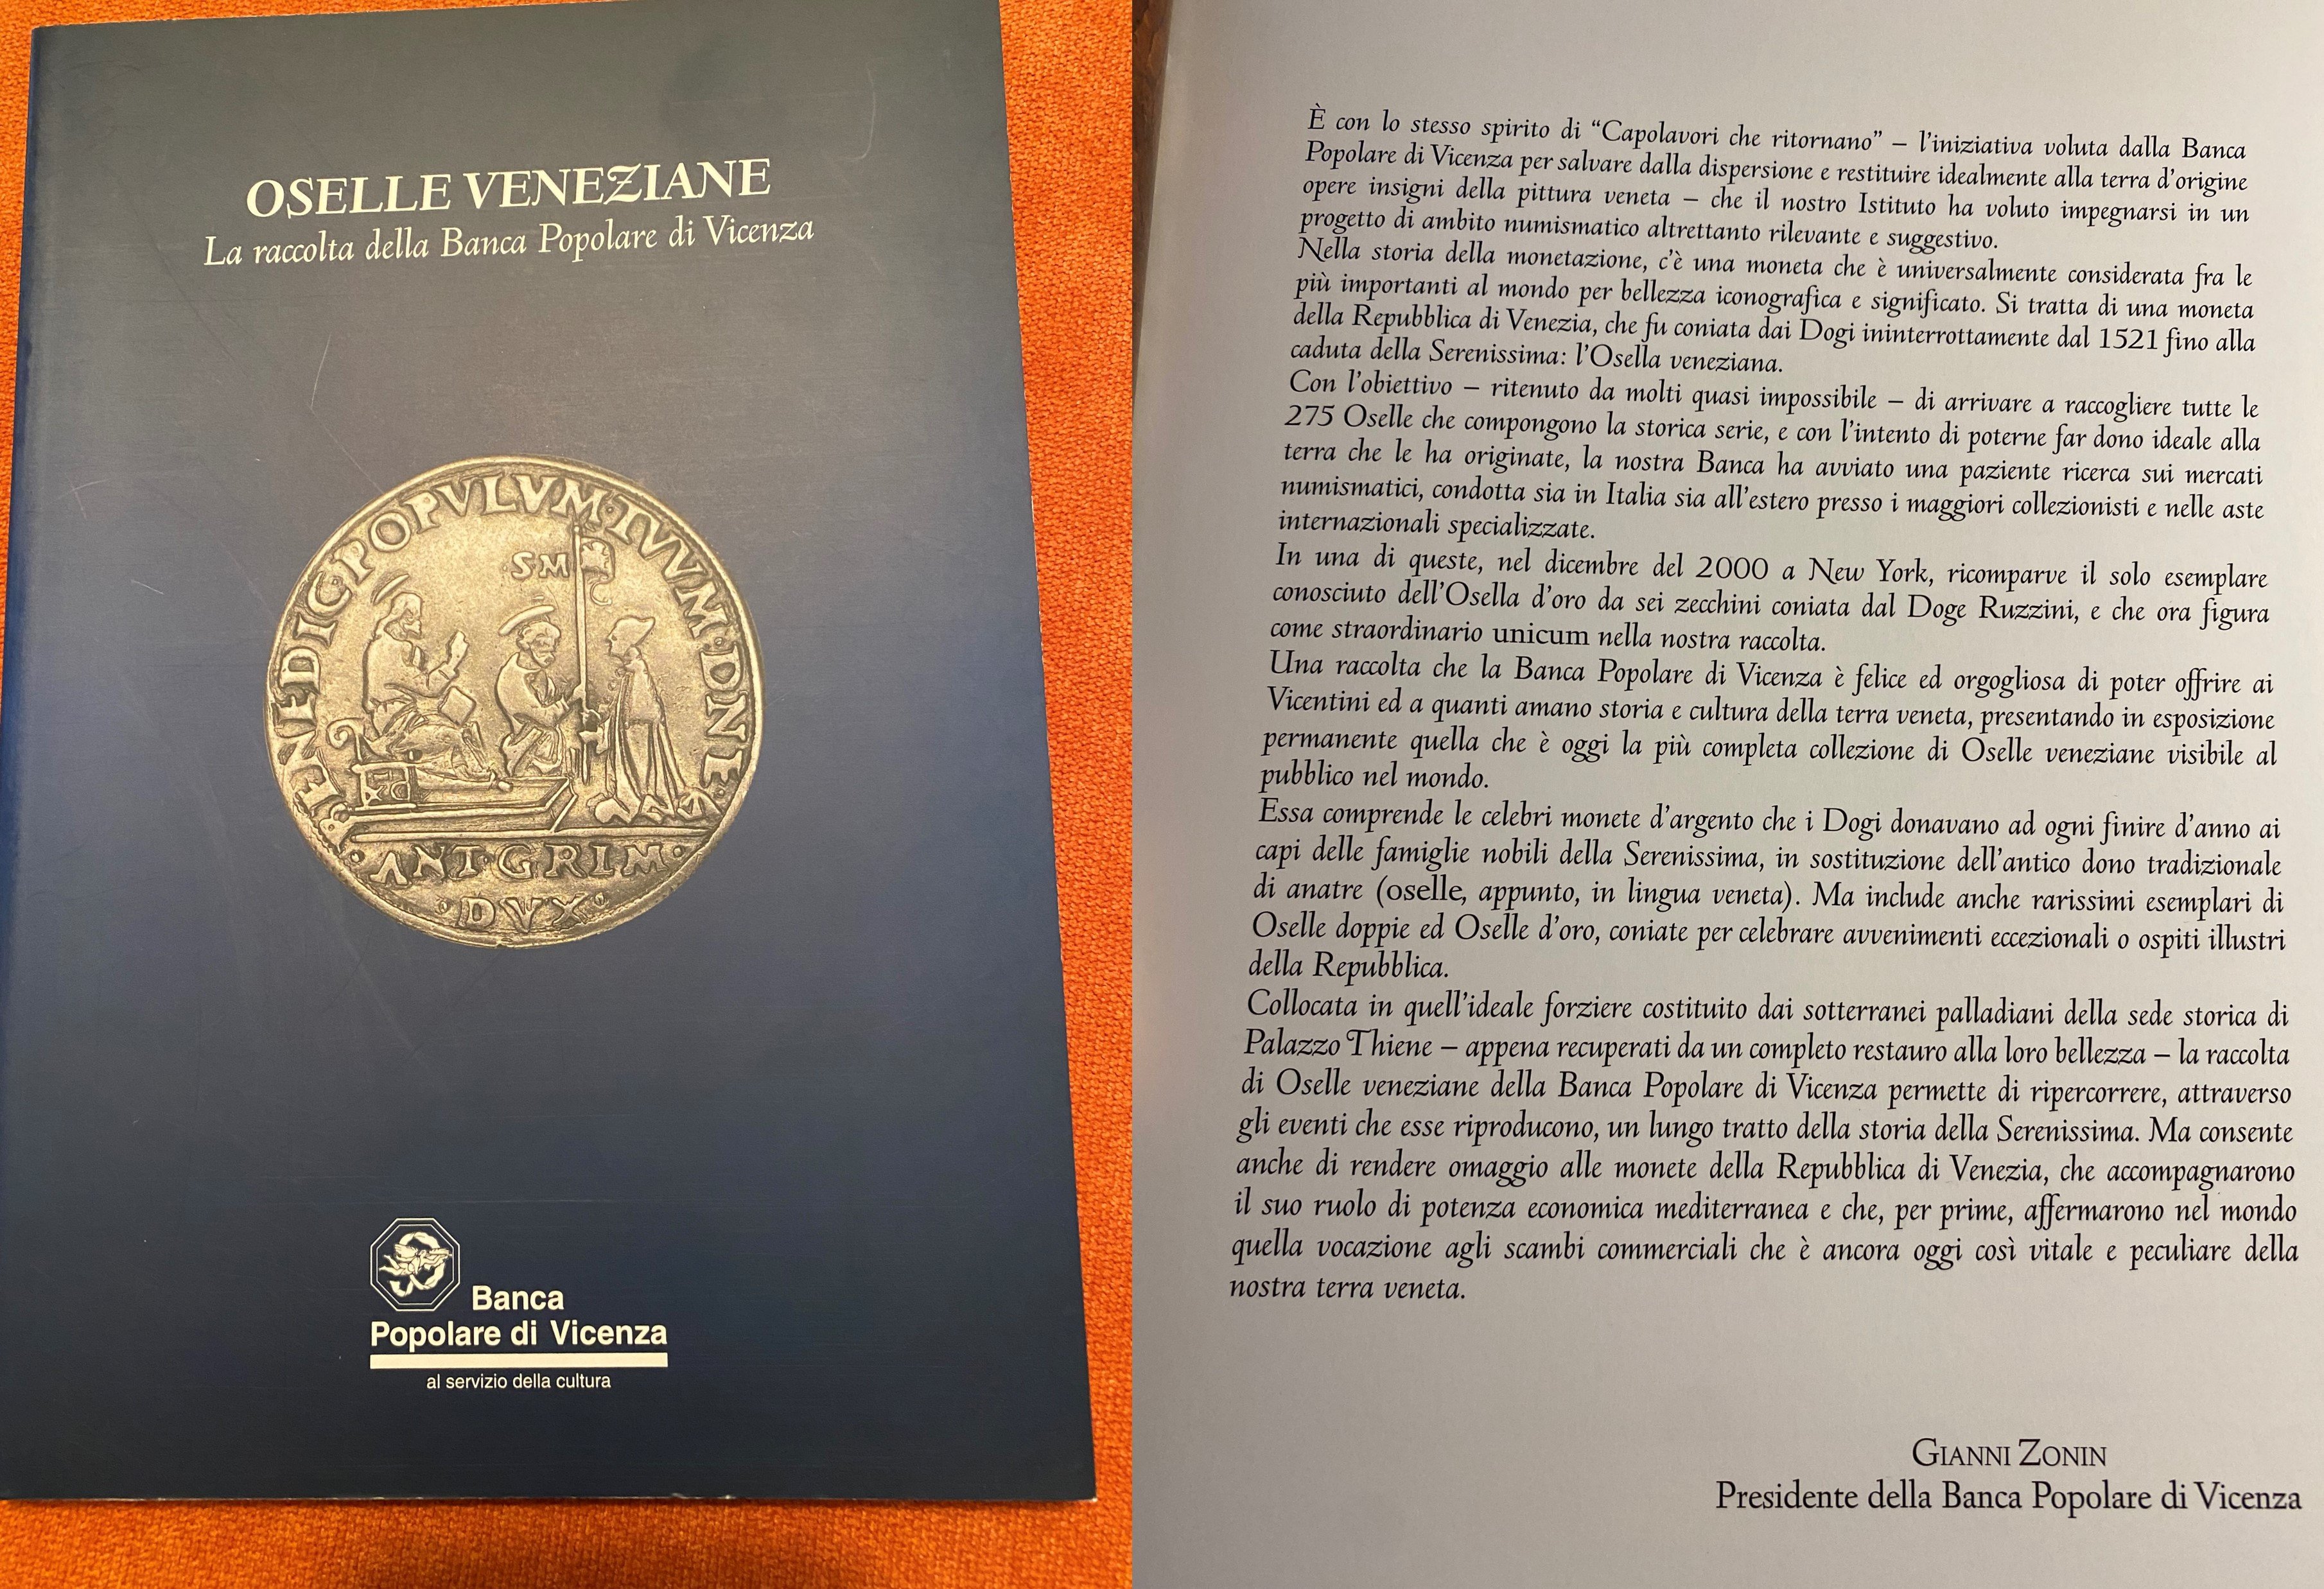 OSELLE VENEZIANE
La raccolta della Banca Popolare di Vicenza
BENEDIC·POPVLVM·TVVM·DNE·
·SM
·ANT·GRIM·
·DVX·
Banca
Popolare di Vicenza
al servizio della cultura
È con lo stesso spirito di “Capolavori che ritornano” – l’iniziativa voluta dalla Banca
Popolare di Vicenza per salvare dalla dispersione e restituire idealmente alla terra d’origine
opere insigni della pittura veneta – che il nostro Istituto ha voluto impegnarsi in un
progetto di ambito numismatico altrettanto rilevante e suggestivo.
Nella storia della monetazione, c’è una moneta che è universalmente considerata fra le
più importanti al mondo per bellezza iconografica e significato. Si tratta di una moneta
della Repubblica di Venezia, che fu coniata dai Dogi ininterrottamente dal 1521 fino alla
caduta della Serenissima: l’Osella veneziana.
Con l’obiettivo – ritenuto da molti quasi impossibile – di arrivare a raccogliere tutte le
275 Oselle che compongono la storica serie, e con l’intento di poterne far dono ideale alla
terra che le ha originate, la nostra Banca ha avviato una paziente ricerca sui mercati
numismatici, condotta sia in Italia sia all’estero presso i maggiori collezionisti e nelle aste
internazionali specializzate.
In una di queste, nel dicembre del 2000 a New York, ricomparve il solo esemplare
conosciuto dell’Osella d’oro da sei zecchini coniata dal Doge Ruzzini, e che ora figura
come straordinario unicum nella nostra raccolta.
Una raccolta che la Banca Popolare di Vicenza è felice ed orgogliosa di poter offrire ai
Vicentini ed a quanti amano storia e cultura della terra veneta, presentando in esposizione
permanente quella che è oggi la più completa collezione di Oselle veneziane visibile al
pubblico nel mondo.
Essa comprende le celebri monete d’argento che i Dogi donavano ad ogni finire d’anno ai
capi delle famiglie nobili della Serenissima, in sostituzione dell’antico dono tradizionale
di anatre (oselle, appunto, in lingua veneta). Ma include anche rarissimi esemplari di
Oselle doppie ed Oselle d’oro, coniate per celebrare avvenimenti eccezionali o ospiti illustri
della Repubblica.
Collocata in quell’ideale forziere costituito dai sotterranei palladiani della sede storica di
Palazzo Thiene – appena recuperati da un completo restauro alla loro bellezza – la raccolta
di Oselle veneziane della Banca Popolare di Vicenza permette di ripercorrere, attraverso
gli eventi che esse riproducono, un lungo tratto della storia della Serenissima. Ma consente
anche di rendere omaggio alle monete della Repubblica di Venezia, che accompagnarono
il suo ruolo di potenza economica mediterranea e che, per prime, affermarono nel mondo
quella vocazione agli scambi commerciali che è ancora oggi così vitale e peculiare della
nostra terra veneta.
GIANNI ZONIN
Presidente della Banca Popolare di Vicenza